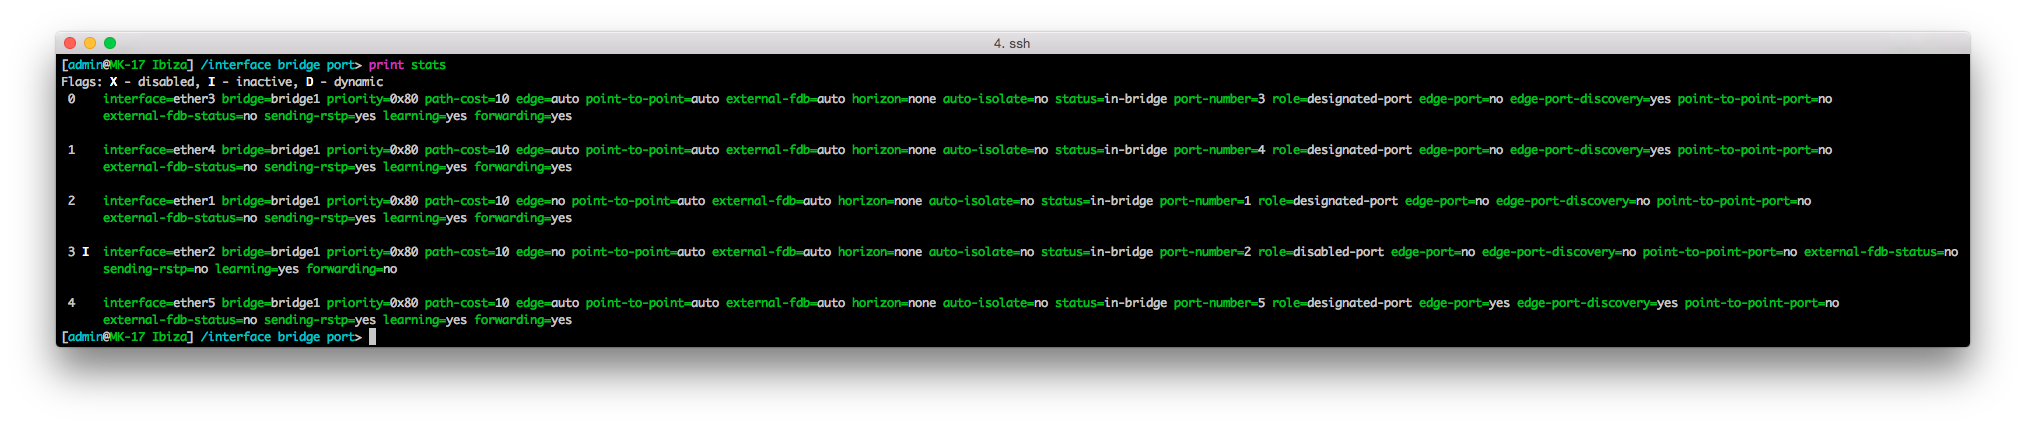 4. ssh
[admin@MK-17 Ibiza] /interface bridge port> print stats
Flags: X - disabled, I - inactive, D - dynamic
0 interface=ether3 bridge=bridge1 priority=0x80 path-cost=10 edge=auto point-to-point=auto external-fdb=auto horizon=none auto-isolate=no status=in-bridge port-number=3 role=designated-port edge-port=no edge-port-discovery=yes point-to-point-port=no
external-fdb-status=no sending-rstp=yes learning=yes forwarding=yes
1 interface=ether4 bridge=bridge1 priority=0x80 path-cost=10 edge=auto point-to-point=auto external-fdb=auto horizon=none auto-isolate=no status=in-bridge port-number=4 role=designated-port edge-port=no edge-port-discovery=yes point-to-point-port=no
external-fdb-status=no sending-rstp=yes learning=yes forwarding=yes
2 interface=ether1 bridge=bridge1 priority=0x80 path-cost=10 edge=no point-to-point=auto external-fdb=auto horizon=none auto-isolate=no status=in-bridge port-number=1 role=designated-port edge-port=no edge-port-discovery=no point-to-point-port=no
external-fdb-status=no sending-rstp=yes learning=yes forwarding=yes
3 I interface=ether2 bridge=bridge1 priority=0x80 path-cost=10 edge=no point-to-point=auto external-fdb=auto horizon=none auto-isolate=no status=in-bridge port-number=2 role=disabled-port edge-port=no edge-port-discovery=no point-to-point-port=no external-fdb-status=no
sending-rstp=no learning=yes forwarding=no
4 interface=ether5 bridge=bridge1 priority=0x80 path-cost=10 edge=auto point-to-point=auto external-fdb=auto horizon=none auto-isolate=no status=in-bridge port-number=5 role=designated-port edge-port=yes edge-port-discovery=yes point-to-point-port=no
external-fdb-status=no sending-rstp=yes learning=yes forwarding=yes
[admin@MK-17 Ibiza] /interface bridge port>